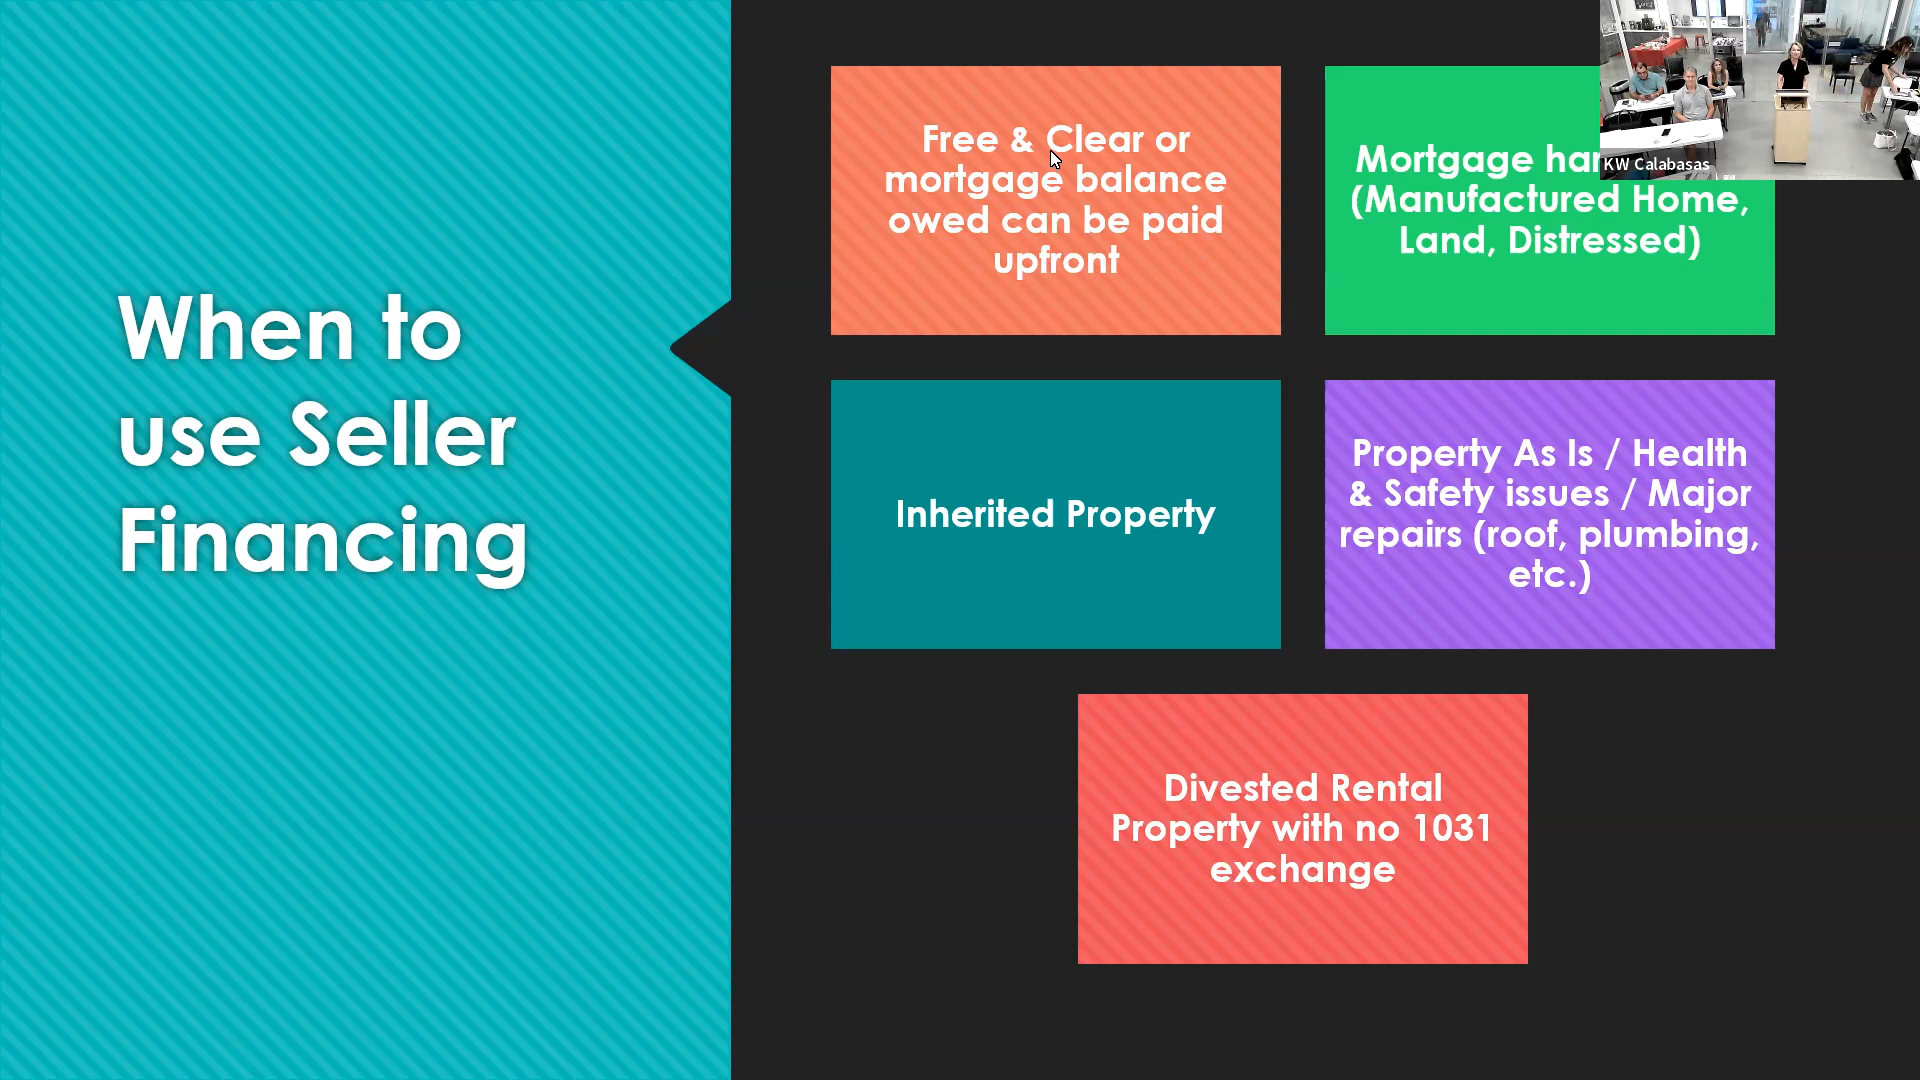 When to
use Seller
Financing
Free & Clear or
mortgage balance
owed can be paid
upfront
Mortgage
(Manufactured Home,
Land, Distressed)
KW Calabasas
Inherited Property
Property As Is / Health
& Safety issues / Major
repairs (roof, plumbing,
etc.)
Divested Rental
Property with no 1031
exchange